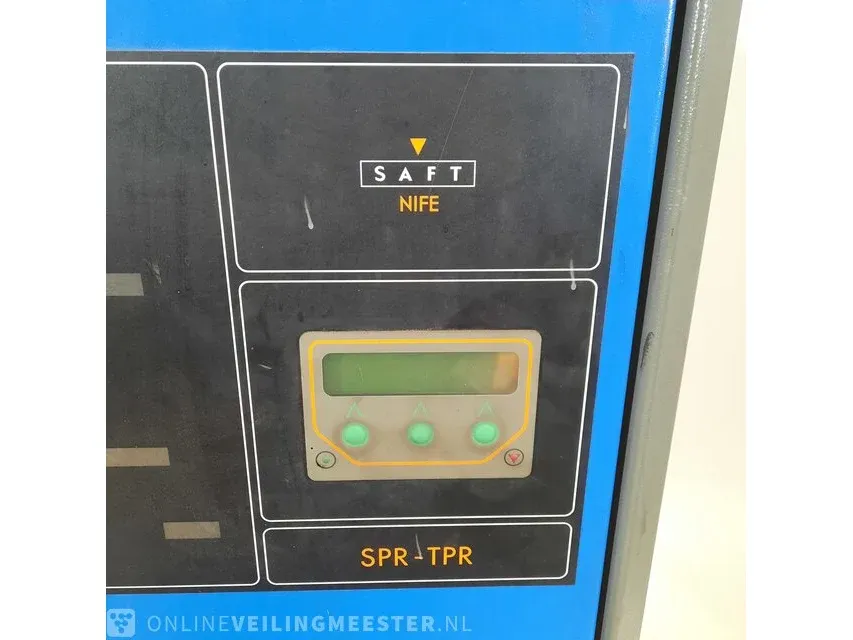 SAFT
NIFE
SPR-TPR
ONLINEVEILINGMEESTER.NL